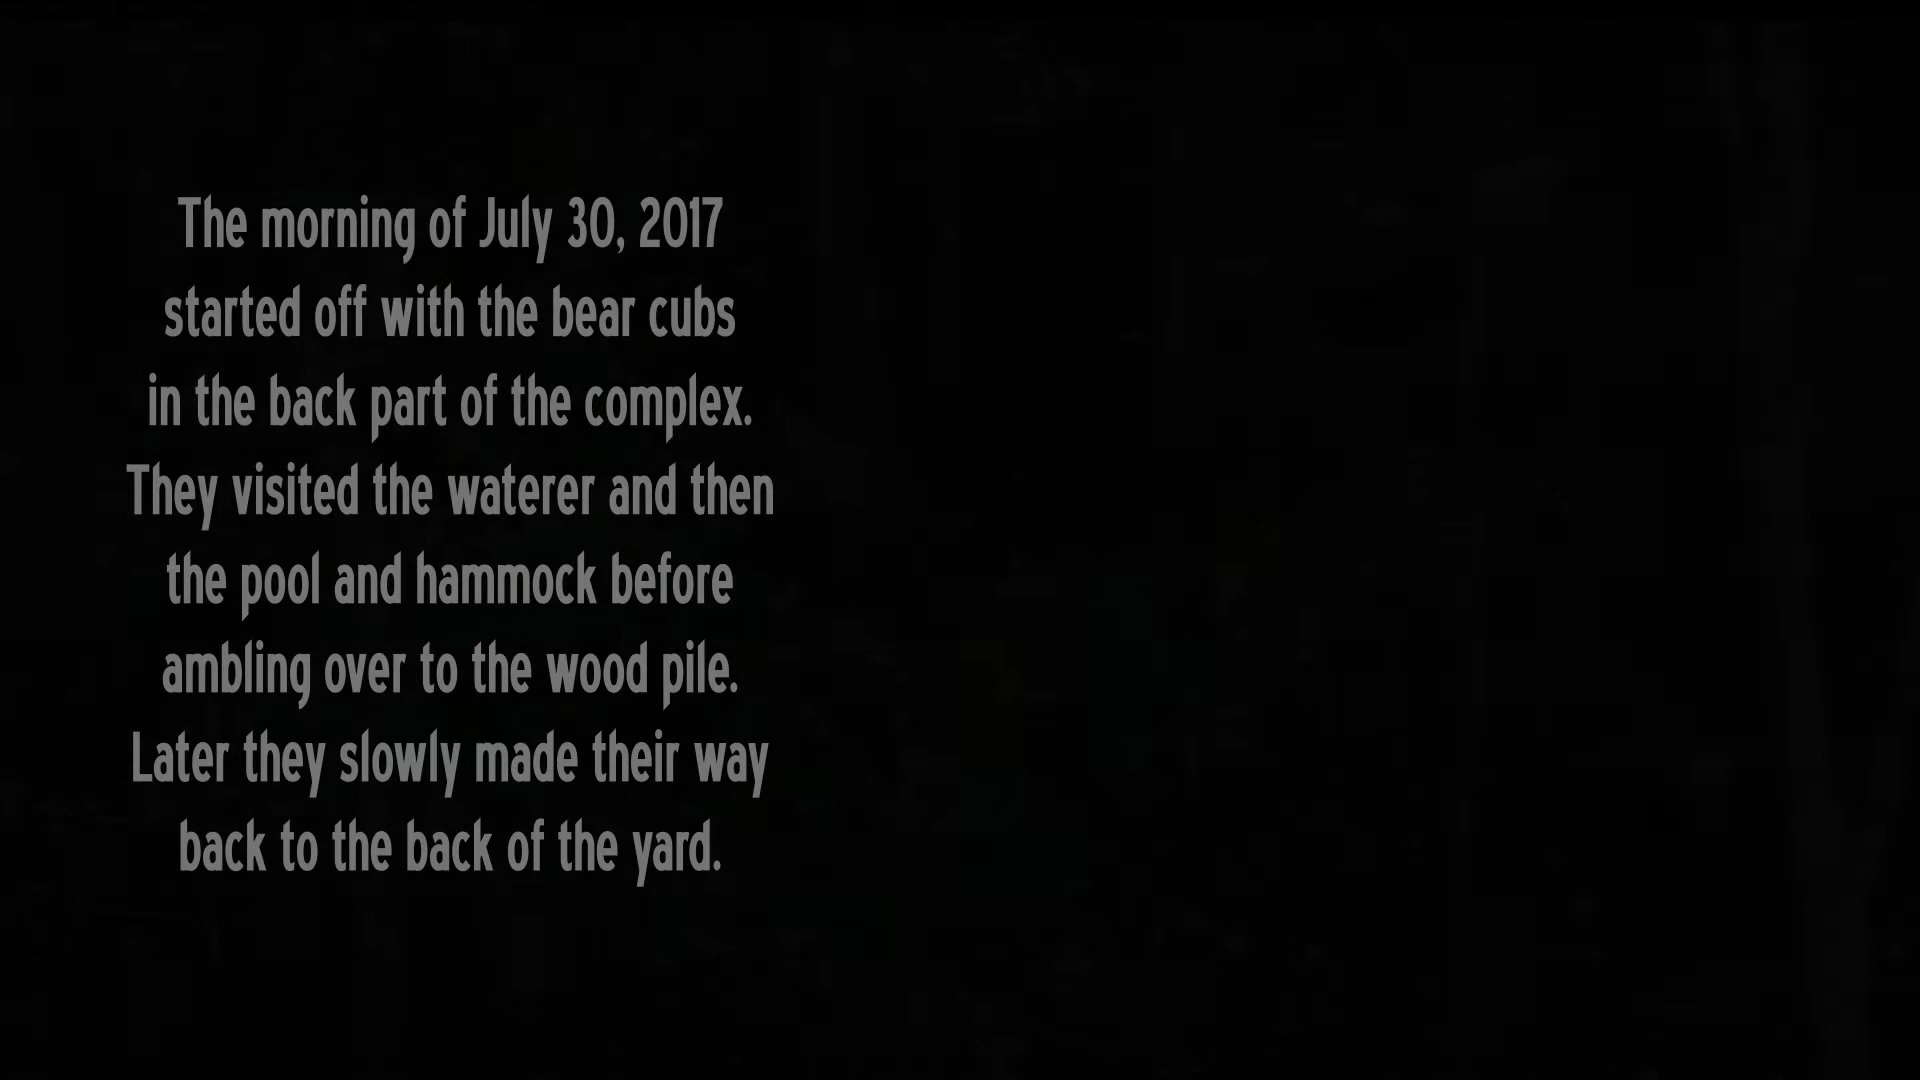 The morning of July 30, 2017
started off with the bear cubs
in the back part of the complex.
They visited the waterer and then
the pool and hammock before
ambling over to the wood pile.
Later they slowly made their way
back to the back of the yard.